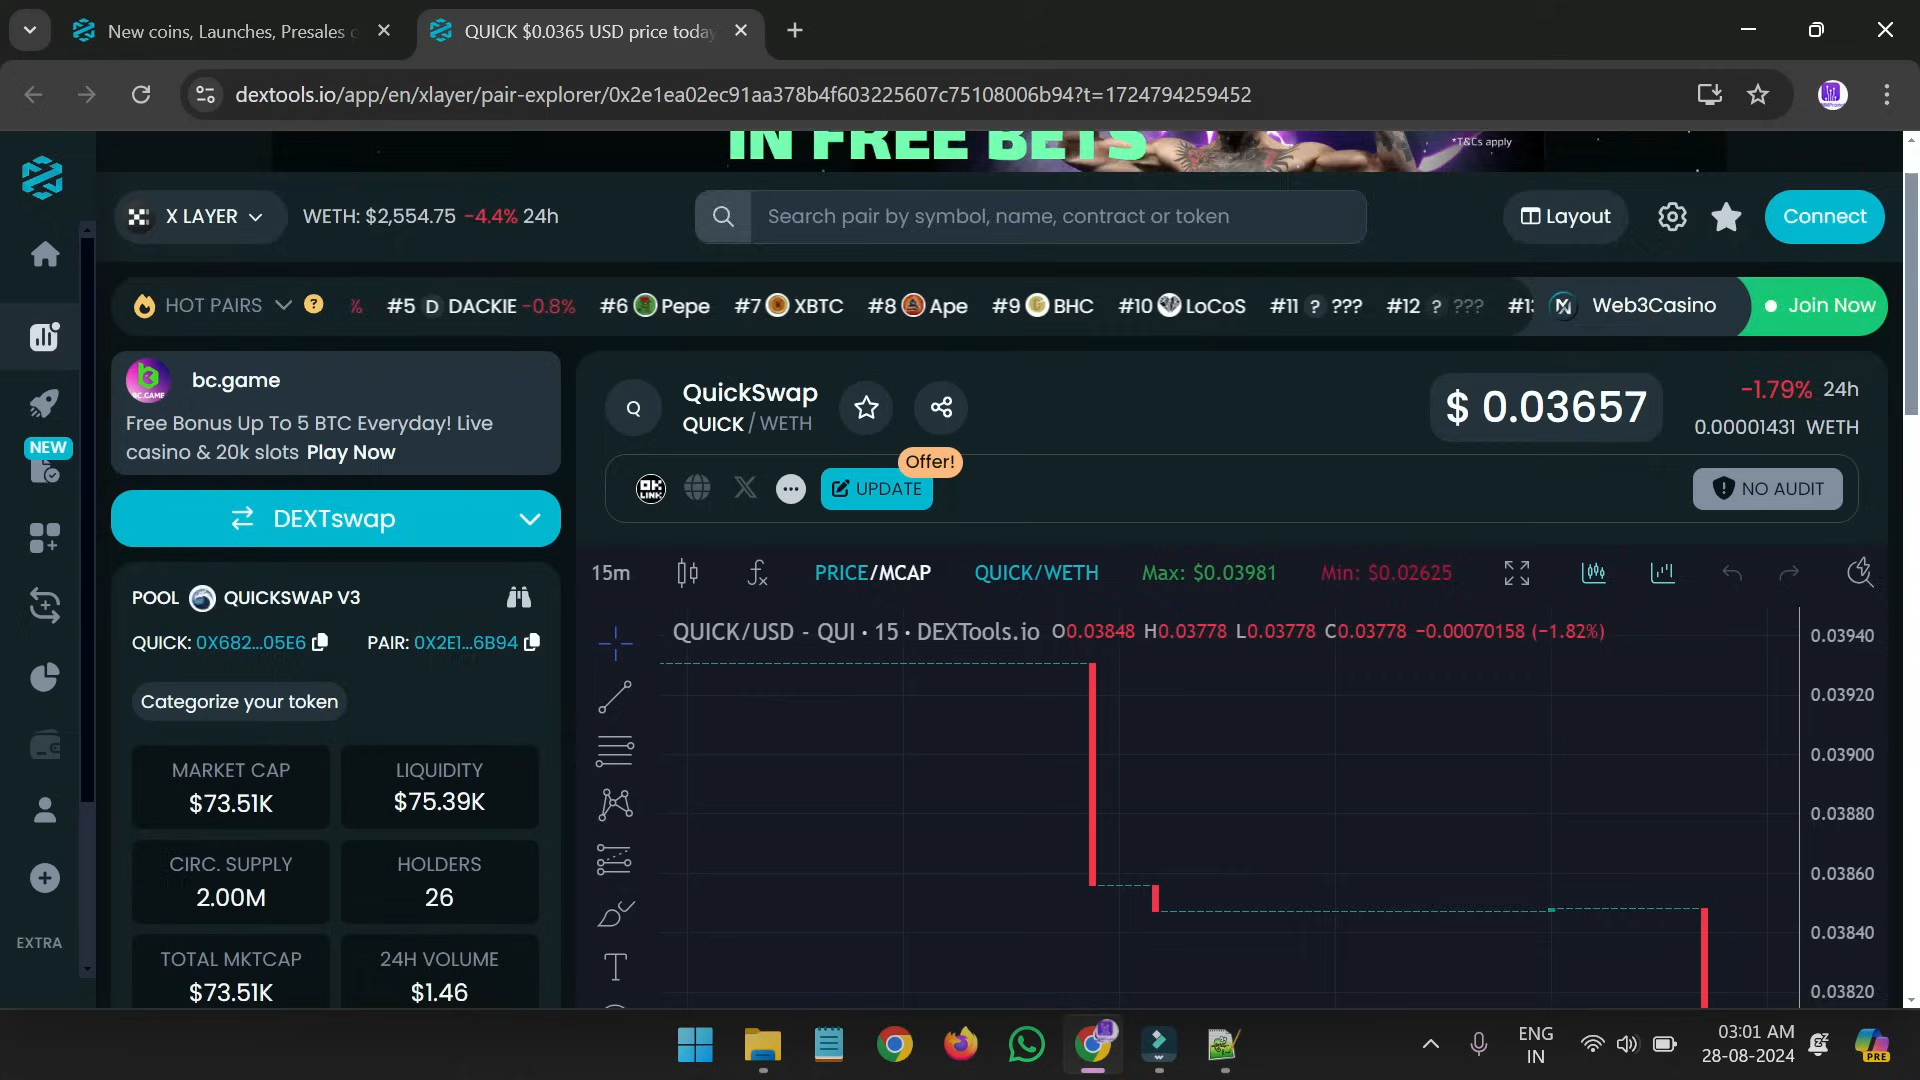 New coins, Launches, Presales
QUICK $0.0365 USD price today
dextools.io/app/en/xlayer/pair-explorer/0x2e1ea02ec91aa378b4f603225607c75108006b94?t=1724794259452
IN FREE BETS
*T&Cs apply
X LAYER
WETH: $2,554.75 -4.4% 24h
Search pair by symbol, name, contract or token
Layout
Connect
HOT PAIRS ? % #5 D DACKIE -0.8% #6 Pepe #7 XBTC #8 Ape #9 BHC #10 LoCoS #11 ? ??? #12 ? ???
Web3Casino
Join Now
bc.game
BC.GAME
Free Bonus Up To 5 BTC Everyday! Live
casino & 20k slots Play Now
DEXTswap
POOL QUICKSWAP V3
QUICK: 0X682...05E6 PAIR: 0X2E1...6B94
Categorize your token
MARKET CAP
$73.51K
LIQUIDITY
$75.39K
CIRC. SUPPLY
2.00M
HOLDERS
26
TOTAL MKTCAP
$73.51K
24H VOLUME
$1.46
NEW
EXTRA
Q
QuickSwap
QUICK / WETH
$ 0.03657
-1.79% 24h
0.00001431 WETH
Offer!
OK LINK
UPDATE
NO AUDIT
15m PRICE/MCAP QUICK/WETH Max: $0.03981 Min: $0.02625
QUICK/USD - QUI · 15 · DEXTools.io O0.03848 H0.03778 L0.03778 C0.03778 -0.00070158 (-1.82%)
0.03940
0.03920
0.03900
0.03880
0.03860
0.03840
0.03820
ENG
IN
03:01 AM
28-08-2024
PRE